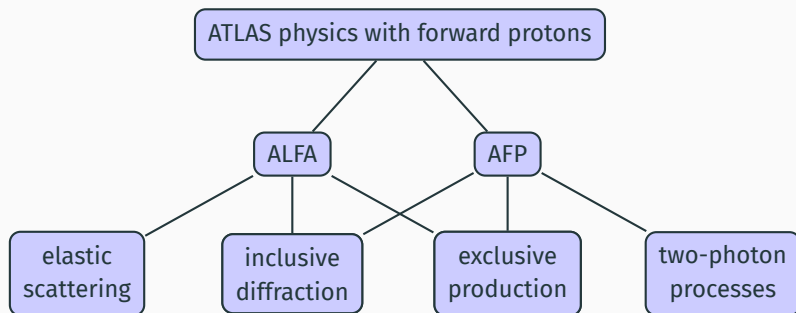 ATLAS physics with forward protons
ALFA
AFP
elastic
scattering
inclusive
diffraction
exclusive
production
two-photon
processes